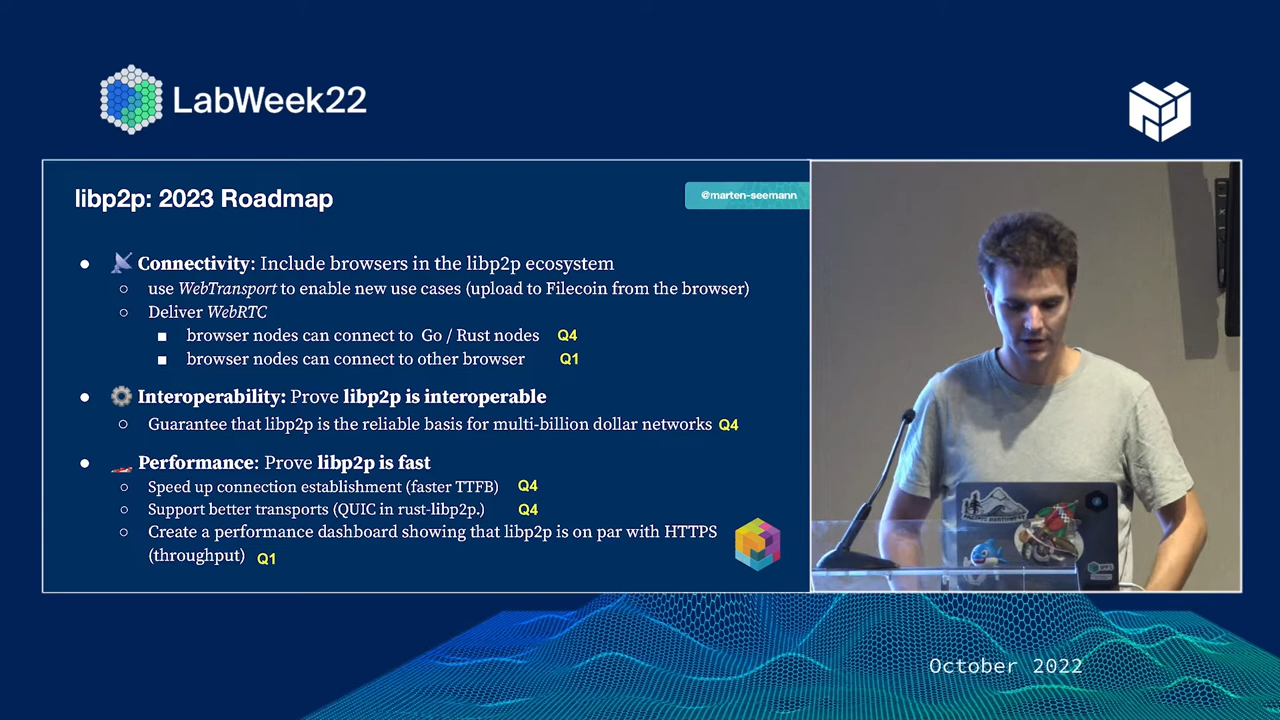 LabWeek22
libp2p: 2023 Roadmap
@marten-seemann
Connectivity: Include browsers in the libp2p ecosystem
use WebTransport to enable new use cases (upload to Filecoin from the browser)
Deliver WebRTC
browser nodes can connect to Go / Rust nodes Q4
browser nodes can connect to other browser Q1
Interoperability: Prove libp2p is interoperable
Guarantee that libp2p is the reliable basis for multi-billion dollar networks Q4
Performance: Prove libp2p is fast
Speed up connection establishment (faster TTFB) Q4
Support better transports (QUIC in rust-libp2p.) Q4
Create a performance dashboard showing that libp2p is on par with HTTPS
(throughput) Q1
October 2022